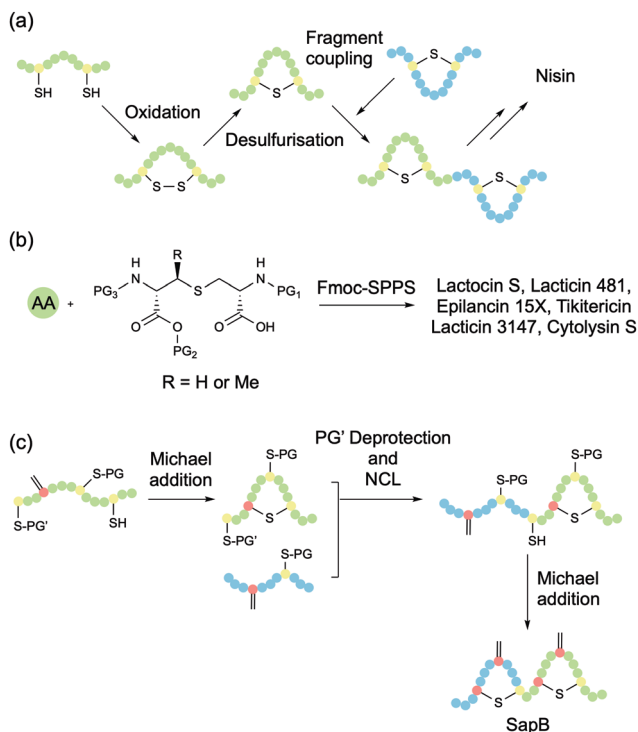 (a)
Fragment
coupling
S
SH
SH
Oxidation
S
Desulfurisation
Nisin
S
S
S
S
(b)
H
R
H
N
N
PG3
S
PG1
O
O
O
OH
PG2
AA
+
R = H or Me
Fmoc-SPPS
Lactocin S, Lacticin 481,
Epilancin 15X, Tikitericin
Lacticin 3147, Cytolysin S
(c)
S-PG
S-PG'
SH
Michael
addition
S-PG
S
S-PG'
S-PG
PG' Deprotection
and
NCL
S-PG
S-PG
S
SH
Michael
addition
S
S
SapB